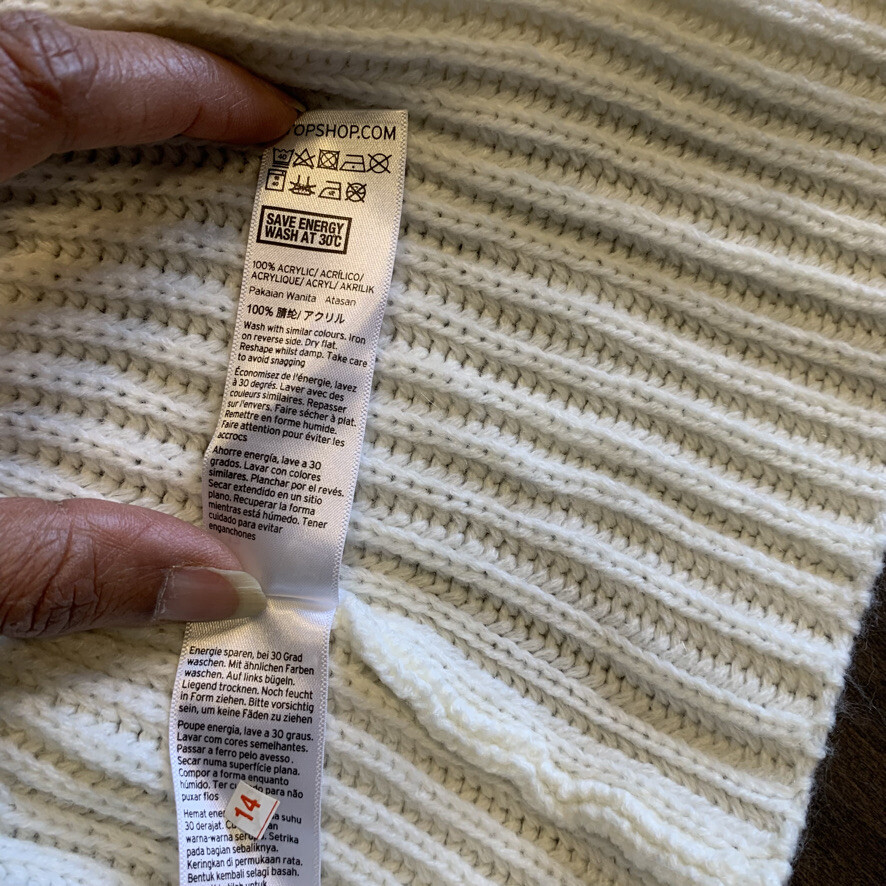 TOPSHOP.COM
SAVE ENERGY
WASH AT 30°C
100% ACRYLIC/ ACRÍLICO/
ACRYLIQUE/ ACRYL/ AKRILIK
Pakaian Wanita Atasan
100% 腈纶/ アクリル
Wash with similar colours. Iron
on reverse side. Dry flat.
Reshape whilst damp. Take care
to avoid snagging
Économisez de l'énergie, lavez
à 30 degrés. Laver avec des
couleurs similaires. Repasser
sur l'envers. Faire sécher à plat.
Remettre en forme humide.
Faire attention pour éviter les
accrocs
Ahorre energía, lave a 30
grados. Lavar con colores
similares. Planchar por el revés.
Secar extendido en un sitio
plano. Recuperar la forma
mientras está húmedo. Tener
cuidado para evitar
enganchones
Energie sparen, bei 30 Grad
waschen. Mit ähnlichen Farben
waschen. Auf links bügeln.
Liegend trocknen. Noch feucht
in Form ziehen. Bitte vorsichtig
sein, um keine Fäden zu ziehen
Poupe energia, lave a 30 graus.
Lavar com cores semelhantes.
Passar a ferro pelo avesso.
Secar numa superfície plana.
Compor a forma enquanto
húmido. Ter para não
puxar fios
14
Hemat suhu
30 derajat.
warna-warna Setrika
pada bagian sebaliknya.
Keringkan di permukaan rata.
Bentuk kembali selagi basah.